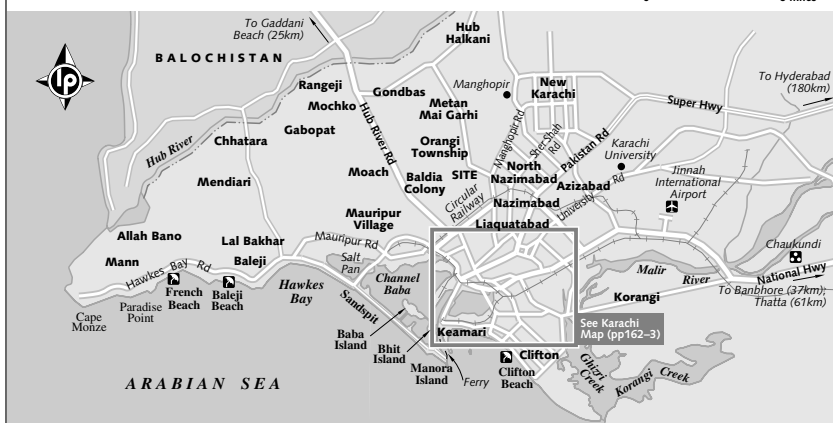 miles
To Gaddani
Beach (25km)
BALOCHISTAN
Hub
Halkani
lp
Rangeji
Gondbas
Manghopir
New
Karachi
To Hyderabad
(180km)
Mochko
Metan
Mai Garhi
Super Hwy
Gabopat
Hub River Rd
Manghopir Rd
Sher Shah
Rd
Pakistan Rd
Hub River
Chhatara
Orangi
Township
Karachi
University
Mendiari
Moach
Baldia
Colony
SITE
North
Nazimabad
Azizabad
Jinnah
International
Airport
Circular
Railway
Nazimabad
University Rd
Mauripur
Village
Liaquatabad
Allah Bano
Lal Bakhar
Mauripur Rd
Chaukundi
Mann
Hawkes Bay Rd
Baleji
Salt
Pan
Channel
Baba
Malir River
National Hwy
French
Beach
Baleji
Beach
Hawkes
Bay
Sandspit
Korangi
To Banbhore (37km);
Thatta (61km)
Cape
Monze
Paradise
Point
Baba
Island
Bhit
Island
Keamari
See Karachi
Map (pp162–3)
Manora
Island
Ferry
Clifton
Clifton
Beach
Ghizri
Creek
Korangi Creek
ARABIAN SEA